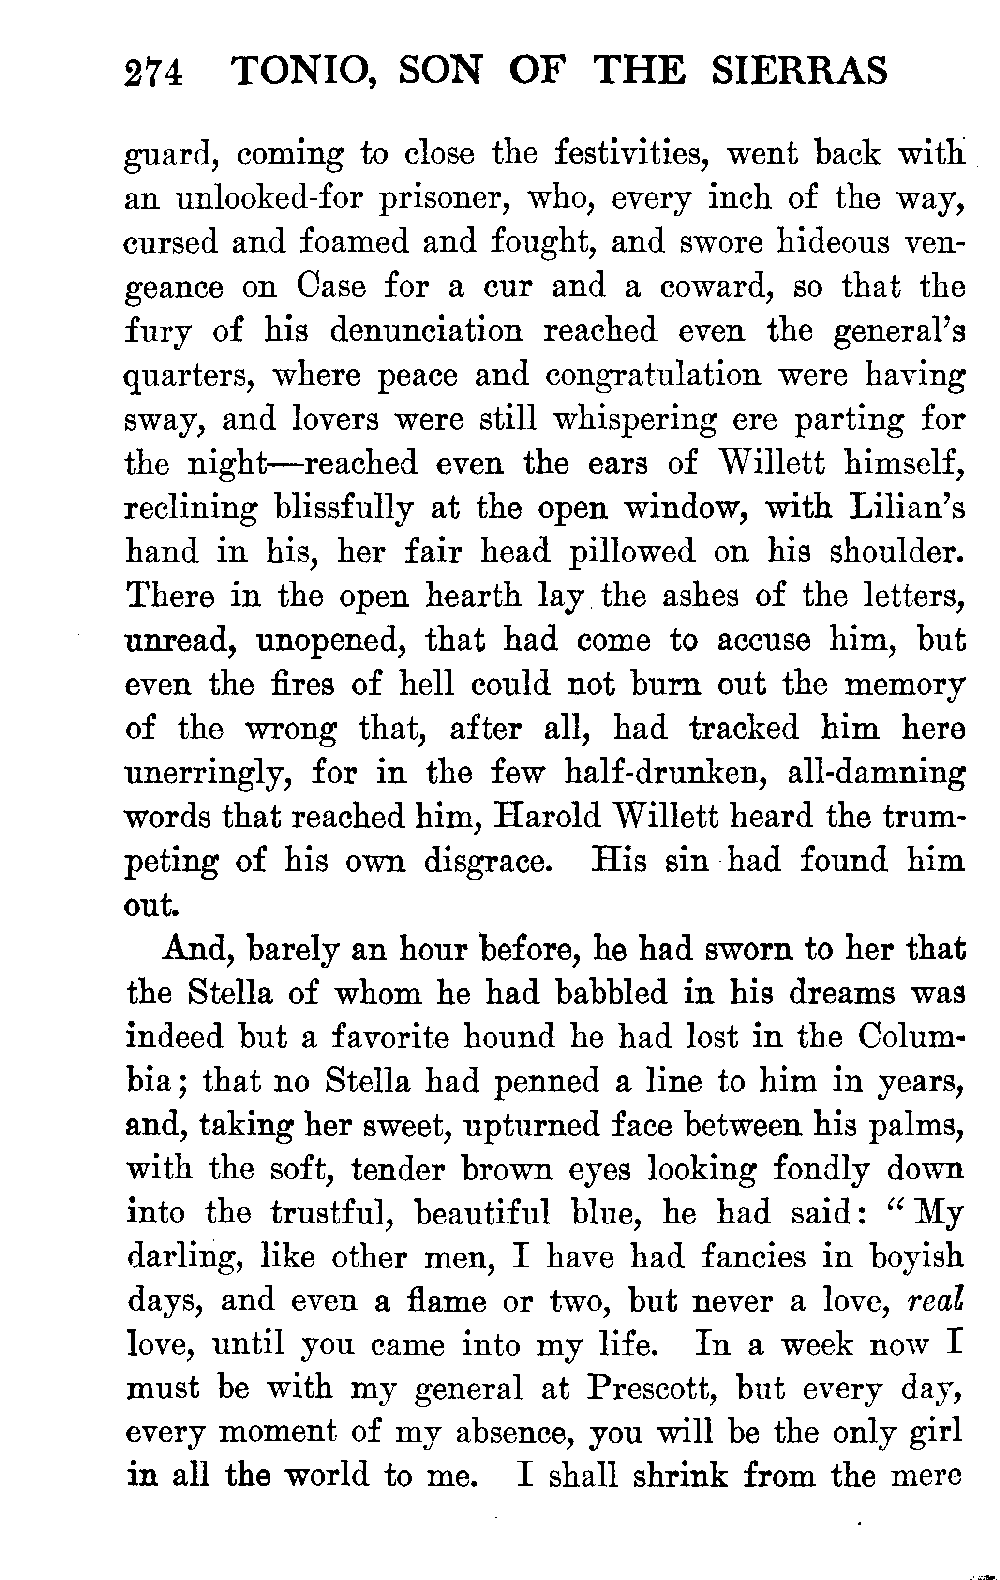 274 TONIO, SON OF THE SIERRAS
guard, coming to close the festivities, went back with
an unlooked-for prisoner, who, every inch of the way,
cursed and foamed and fought, and swore hideous ven-
geance on Case for a cur and a coward, so that the
fury of his denunciation reached even the general's
quarters, where peace and congratulation were having
sway, and lovers were still whispering ere parting for
the night—reached even the ears of Willett himself,
reclining blissfully at the open window, with Lilian's
hand in his, her fair head pillowed on his shoulder.
There in the open hearth lay the ashes of the letters,
unread, unopened, that had come to accuse him, but
even the fires of hell could not burn out the memory
of the wrong that, after all, had tracked him here
unerringly, for in the few half-drunken, all-damning
words that reached him, Harold Willett heard the trum-
peting of his own disgrace. His sin had found him
out.
And, barely an hour before, he had sworn to her that
the Stella of whom he had babbled in his dreams was
indeed but a favorite hound he had lost in the Colum-
bia; that no Stella had penned a line to him in years,
and, taking her sweet, upturned face between his palms,
with the soft, tender brown eyes looking fondly down
into the trustful, beautiful blue, he had said: "My
darling, like other men, I have had fancies in boyish
days, and even a flame or two, but never a love, real
love, until you came into my life. In a week now I
must be with my general at Prescott, but every day,
every moment of my absence, you will be the only girl
in all the world to me. I shall shrink from the mere